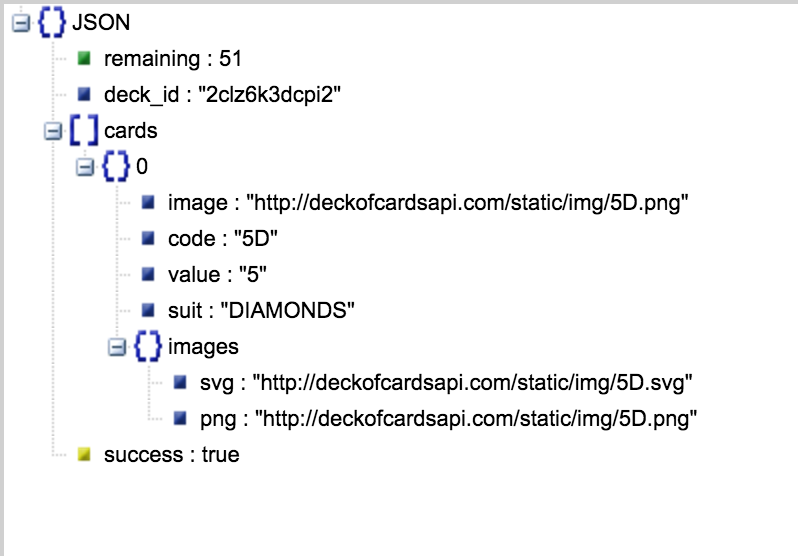 JSON
remaining : 51
deck_id : "2clz6k3dcpi2"
cards
0
image : "http://deckofcardsapi.com/static/img/5D.png"
code : "5D"
value : "5"
suit : "DIAMONDS"
images
svg : "http://deckofcardsapi.com/static/img/5D.svg"
png : "http://deckofcardsapi.com/static/img/5D.png"
success : true